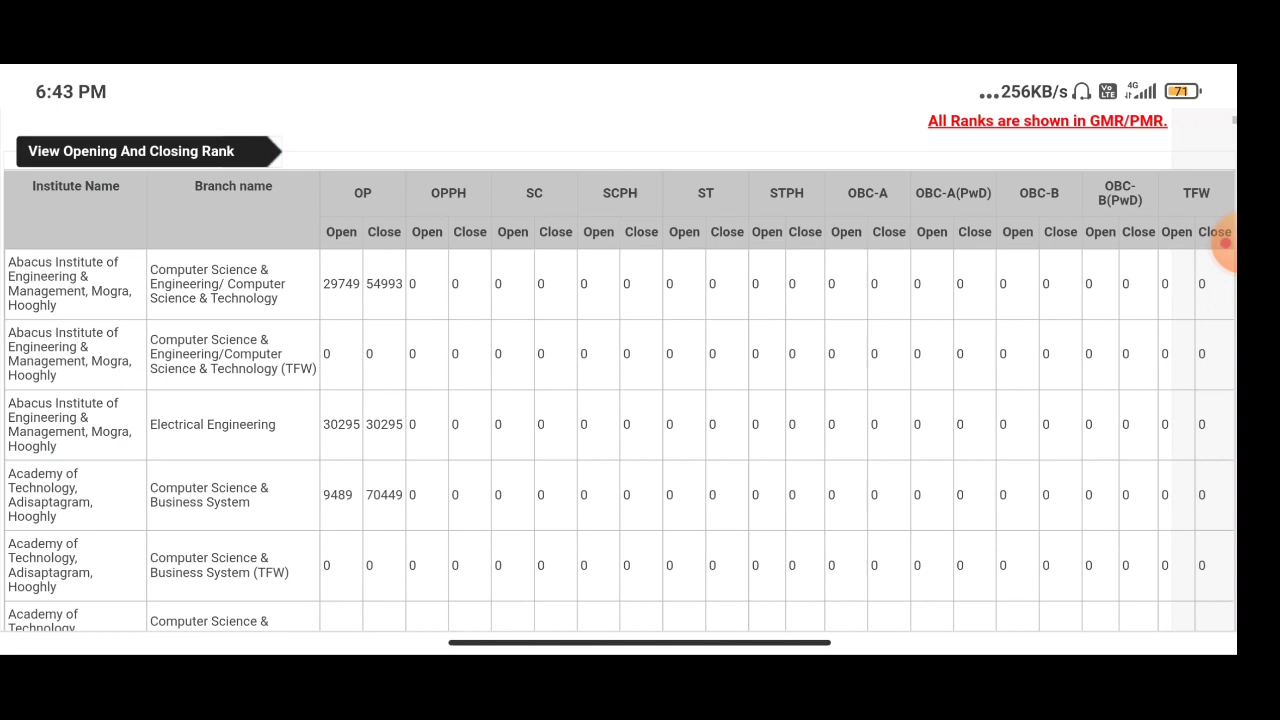 6:43 PM
...256KB/s Vo LTE 4G 71
All Ranks are shown in GMR/PMR.
View Opening And Closing Rank
Institute Name Branch name OP OPPH SC SCPH ST STPH OBC-A OBC-A(PwD) OBC-B OBC-
B(PwD) TFW
Open Close Open Close Open Close Open Close Open Close Open Close Open Close Open Close Open Close Open Close Open Close
Abacus Institute of
Engineering &
Management, Mogra,
Hooghly
Computer Science &
Engineering/ Computer
Science & Technology
29749 54993 0 0 0 0 0 0 0 0 0 0 0 0 0 0 0 0 0 0 0 0
Abacus Institute of
Engineering &
Management, Mogra,
Hooghly
Computer Science &
Engineering/Computer
Science & Technology (TFW)
0 0 0 0 0 0 0 0 0 0 0 0 0 0 0 0 0 0 0 0 0 0
Abacus Institute of
Engineering &
Management, Mogra,
Hooghly
Electrical Engineering
30295 30295 0 0 0 0 0 0 0 0 0 0 0 0 0 0 0 0 0 0 0 0
Academy of
Technology,
Adisaptagram,
Hooghly
Computer Science &
Business System
9489 70449 0 0 0 0 0 0 0 0 0 0 0 0 0 0 0 0 0 0 0 0
Academy of
Technology,
Adisaptagram,
Hooghly
Computer Science &
Business System (TFW)
0 0 0 0 0 0 0 0 0 0 0 0 0 0 0 0 0 0 0 0 0 0
Academy of
Technology,
Computer Science &